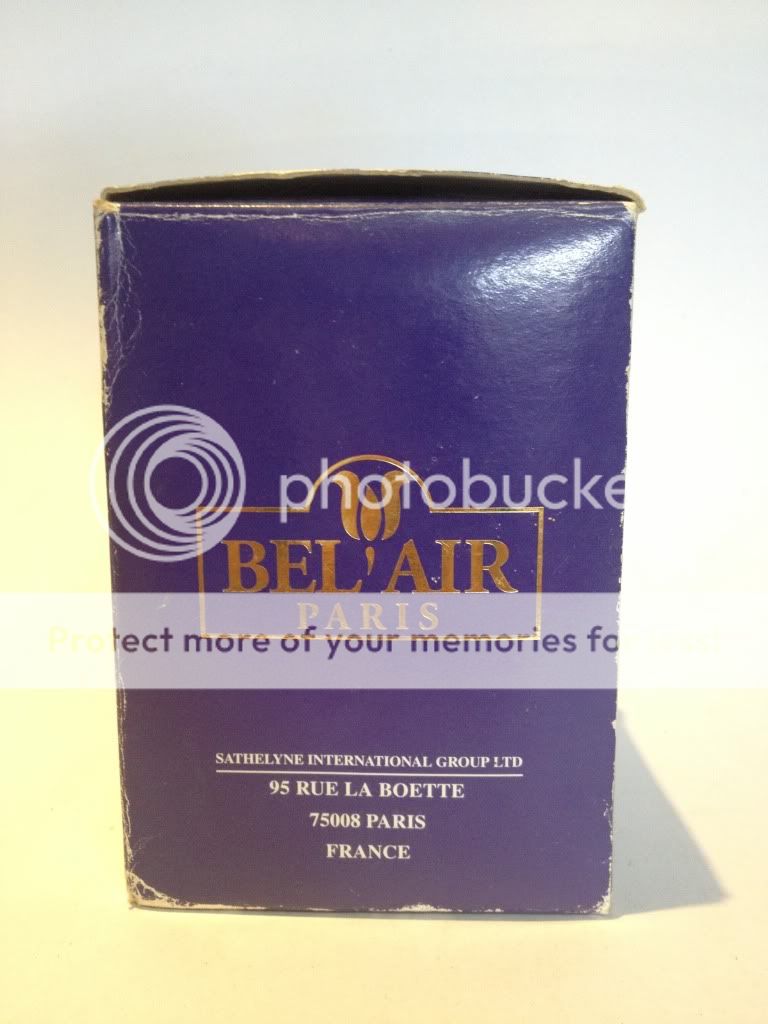 photobucke
BEL'AIR
PARIS
Protect more of your memories for less!
SATHELYNE INTERNATIONAL GROUP LTD
95 RUE LA BOETTE
75008 PARIS
FRANCE